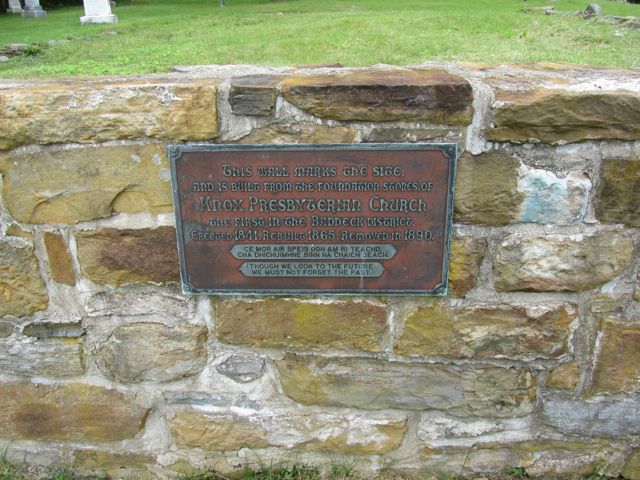 This wall marks the site,
and is built from the foundation stones, of
Knox Presbyterian Church
the first in the Baddeck district.
Erected 1841. Rebuilt 1865. Removed in 1890.
CE MOR AIR SPEIS DON AM RI TEACHD,
CHA DHICHUIMHNE SINN NA CHAICH SEACH.
(THOUGH WE LOOK TO THE FUTURE
WE MUST NOT FORGET THE PAST.)